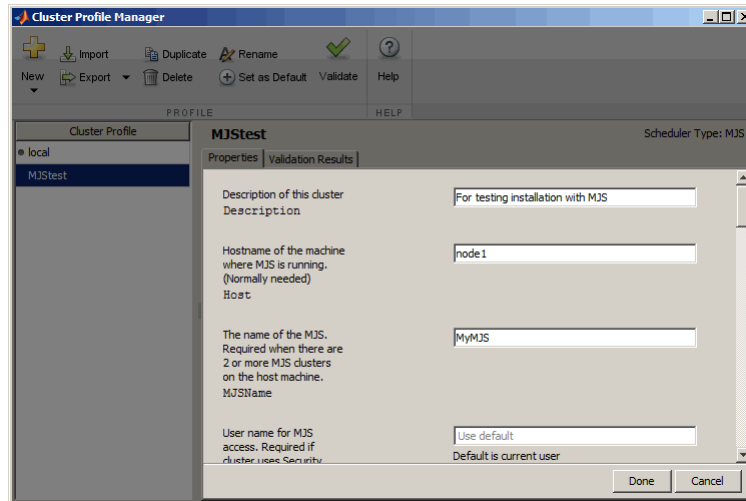 Cluster Profile Manager
Import
Duplicate
Rename
New
Export
Delete
Set as Default
Validate
Help
PROFILE
HELP
Cluster Profile
local
MJStest
MJStest
Scheduler Type: MJS
Properties
Validation Results
Description of this cluster
Description
For testing installation with MJS
Hostname of the machine
where MJS is running.
(Normally needed)
Host
node1
The name of the MJS.
Required when there are
2 or more MJS clusters
on the host machine.
MJSName
MyMJS
User name for MJS
access. Required if
cluster uses Security
Use default
Default is current user
Done
Cancel